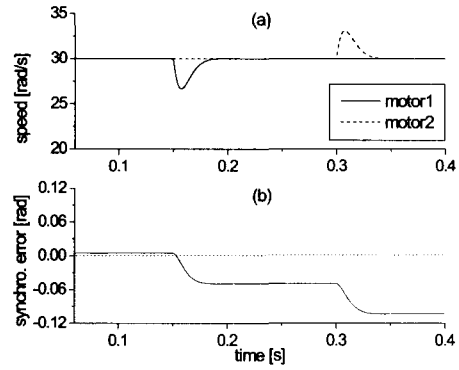 (a)
speed [rad/s]
40
35
30
25
20
motor1
motor2
0.1
0.2
0.3
0.4
(b)
synchro. error [rad]
0.12
0.06
0.00
-0.06
-0.12
0.1
0.2
0.3
0.4
time [s]